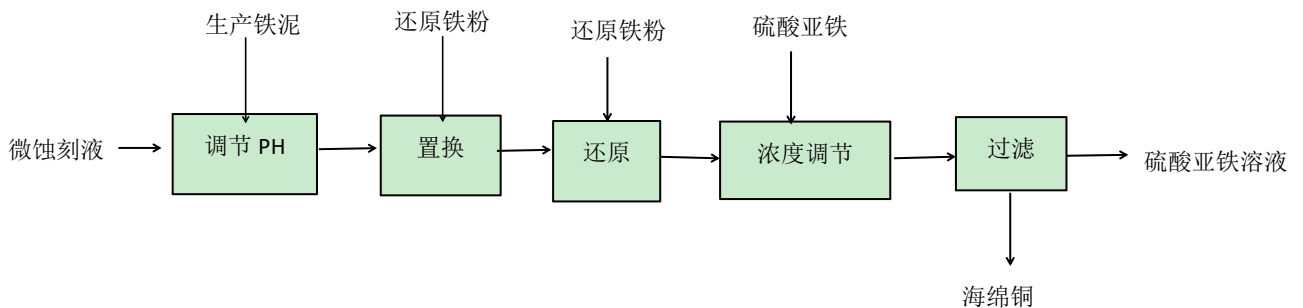 生产铁泥
还原铁粉
还原铁粉
硫酸亚铁
微蚀刻液
调节 PH
置换
还原
浓度调节
过滤
硫酸亚铁溶液
海绵铜